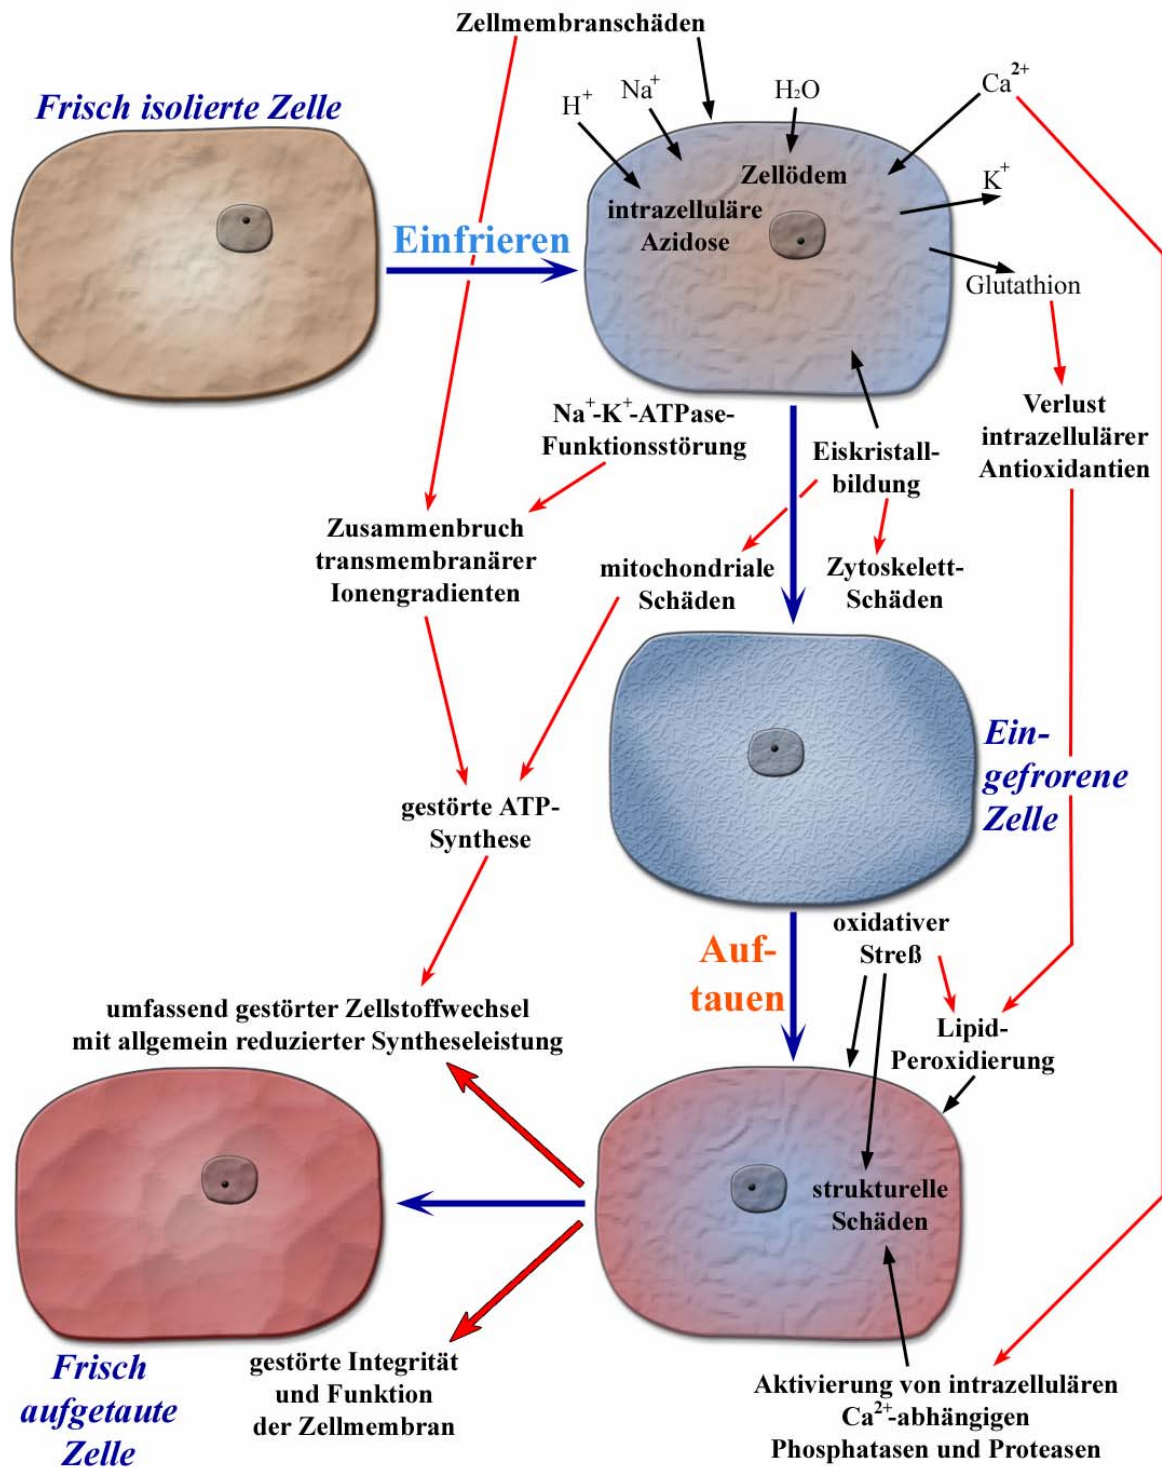 Zellmembranschäden
Frisch isolierte Zelle
H⁺
Na⁺
H₂O
Ca²⁺
K⁺
Zellödem
intrazelluläre
Azidose
Einfrieren
Glutathion
Na⁺-K⁺-ATPase-
Funktionsstörung
Eiskristall-
bildung
Verlust
intrazellulärer
Antioxidantien
Zusammenbruch
transmembranärer
Ionengradienten
mitochondriale
Schäden
Zytoskelett-
Schäden
Ein-
gefrorene
Zelle
gestörte ATP-
Synthese
oxidativer
Streß
Auf-
tauen
umfassend gestörter Zellstoffwechsel
mit allgemein reduzierter Syntheseleistung
Lipid-
Peroxidierung
strukturelle
Schäden
Frisch
aufgetaute
Zelle
gestörte Integrität
und Funktion
der Zellmembran
Aktivierung von intrazellulären
Ca²⁺-abhängigen
Phosphatasen und Proteasen